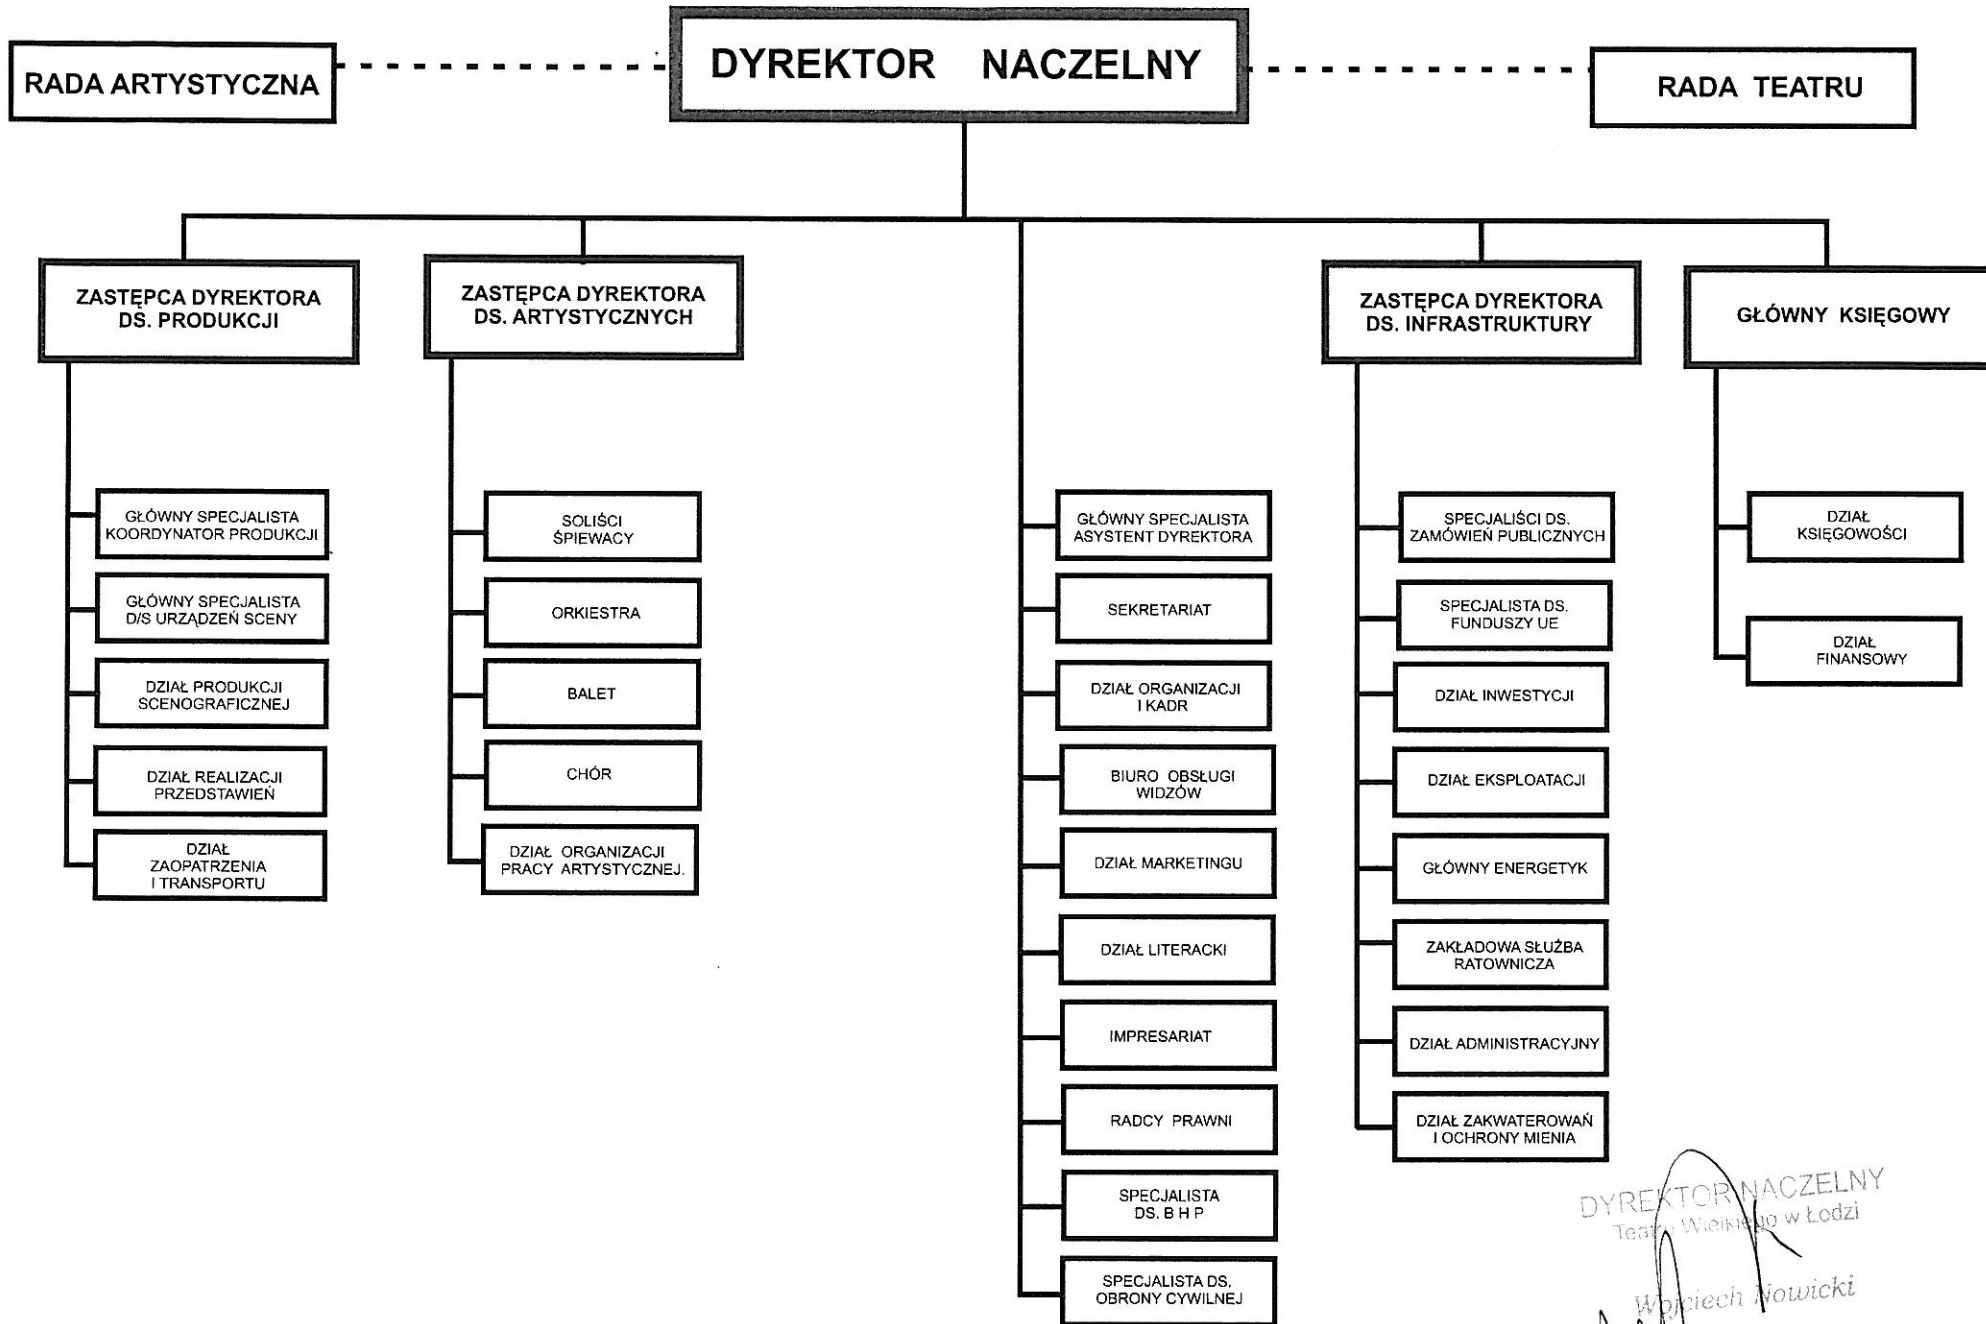 RADA ARTYSTYCZNA
DYREKTOR NACZELNY
RADA TEATRU
ZASTĘPCA DYREKTORA
DS. PRODUKCJI
ZASTĘPCA DYREKTORA
DS. ARTYSTYCZNYCH
ZASTĘPCA DYREKTORA
DS. INFRASTRUKTURY
GŁÓWNY KSIĘGOWY
GŁÓWNY SPECJALISTA
KOORDYNATOR PRODUKCJI
GŁÓWNY SPECJALISTA
D/S URZĄDZEŃ SCENY
DZIAŁ PRODUKCJI
SCENOGRAFICZNEJ
DZIAŁ REALIZACJI
PRZEDSTAWIEŃ
DZIAŁ
ZAOPATRZENIA
I TRANSPORTU
SOLIŚCI
ŚPIEWACY
ORKIESTRA
BALET
CHÓR
DZIAŁ ORGANIZACJI
PRACY ARTYSTYCZNEJ.
GŁÓWNY SPECJALISTA
ASYSTENT DYREKTORA
SEKRETARIAT
DZIAŁ ORGANIZACJI
I KADR
BIURO OBSŁUGI
WIDZÓW
DZIAŁ MARKETINGU
DZIAŁ LITERACKI
IMPRESARIAT
RADCY PRAWNI
SPECJALISTA
DS. B H P
SPECJALISTA DS.
OBRONY CYWILNEJ
SPECJALIŚCI DS.
ZAMÓWIEŃ PUBLICZNYCH
SPECJALISTA DS.
FUNDUSZY UE
DZIAŁ INWESTYCJI
DZIAŁ EKSPLOATACJI
GŁÓWNY ENERGETYK
ZAKŁADOWA SŁUŻBA
RATOWNICZA
DZIAŁ ADMINISTRACYJNY
DZIAŁ ZAKWATEROWAŃ
I OCHRONY MIENIA
DZIAŁ
KSIĘGOWOŚCI
DZIAŁ
FINANSOWY
DYREKTOR NACZELNY
Teatru Wielkiego w Łodzi
Wojciech Nowicki